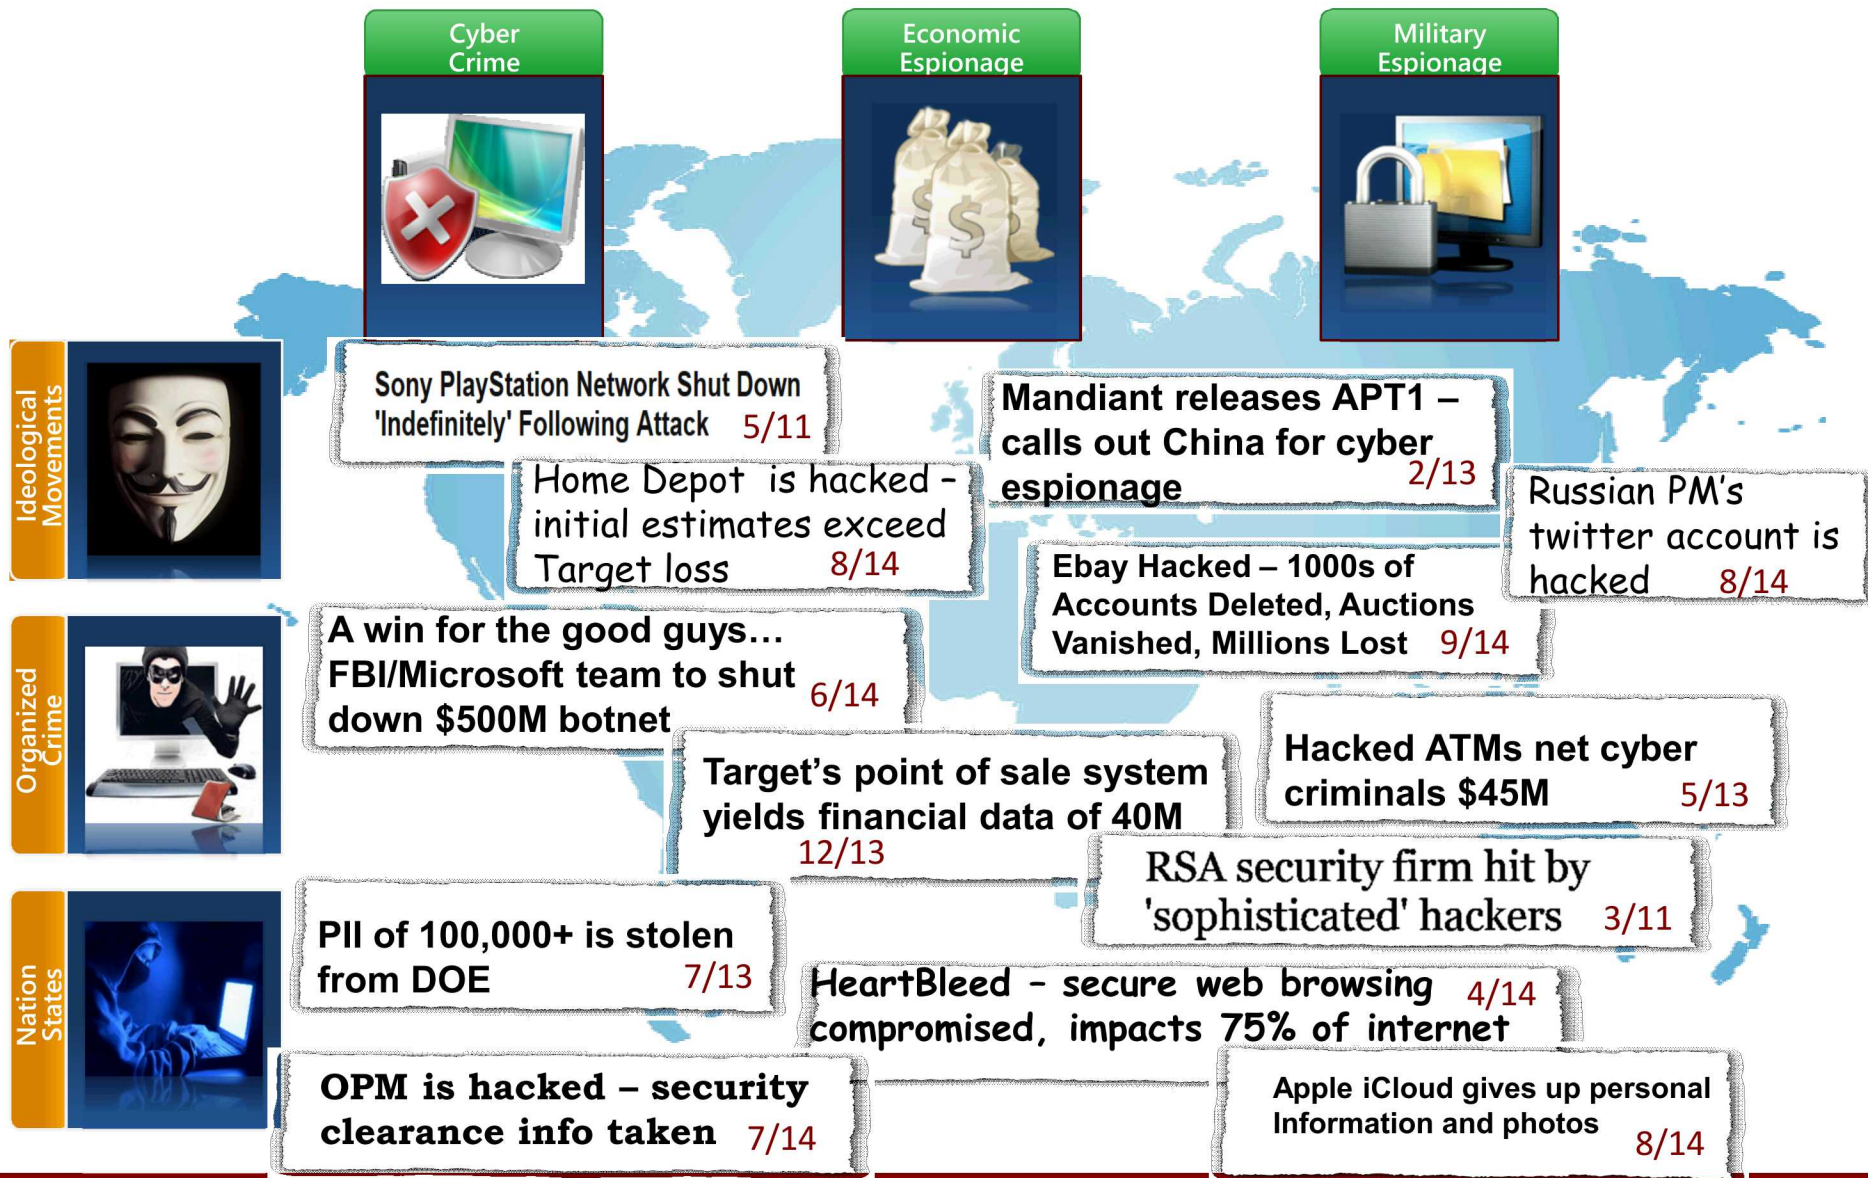 Cyber
Crime
Economic
Espionage
Military
Espionage
Ideological
Movements
Sony PlayStation Network Shut Down
'Indefinitely' Following Attack 5/11
Mandiant releases APT1 –
calls out China for cyber
espionage 2/13
Home Depot is hacked –
initial estimates exceed
Target loss 8/14
Russian PM's
twitter account is
hacked 8/14
Ebay Hacked – 1000s of
Accounts Deleted, Auctions
Vanished, Millions Lost 9/14
Organized
Crime
A win for the good guys...
FBI/Microsoft team to shut
down $500M botnet 6/14
Target's point of sale system
yields financial data of 40M
12/13
Hacked ATMs net cyber
criminals $45M 5/13
RSA security firm hit by
'sophisticated' hackers 3/11
Nation
States
PII of 100,000+ is stolen
from DOE 7/13
HeartBleed – secure web browsing 4/14
compromised, impacts 75% of internet
OPM is hacked – security
clearance info taken 7/14
Apple iCloud gives up personal
Information and photos
8/14